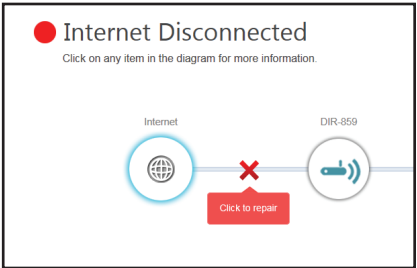 Internet Disconnected
Click on any item in the diagram for more information.
Internet
DIR-859
Click to repair